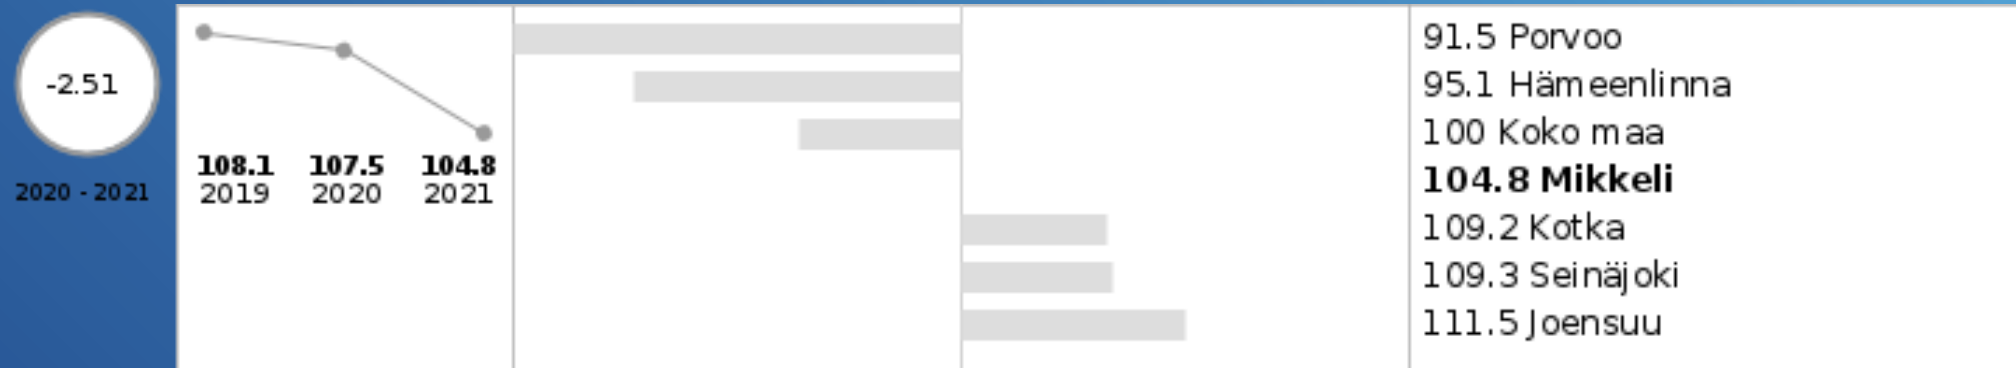 -2.51
2020 - 2021
108.1 107.5 104.8
2019 2020 2021
91.5 Porvoo
95.1 Hämeenlinna
100 Koko maa
104.8 Mikkeli
109.2 Kotka
109.3 Seinäjoki
111.5 Joensuu